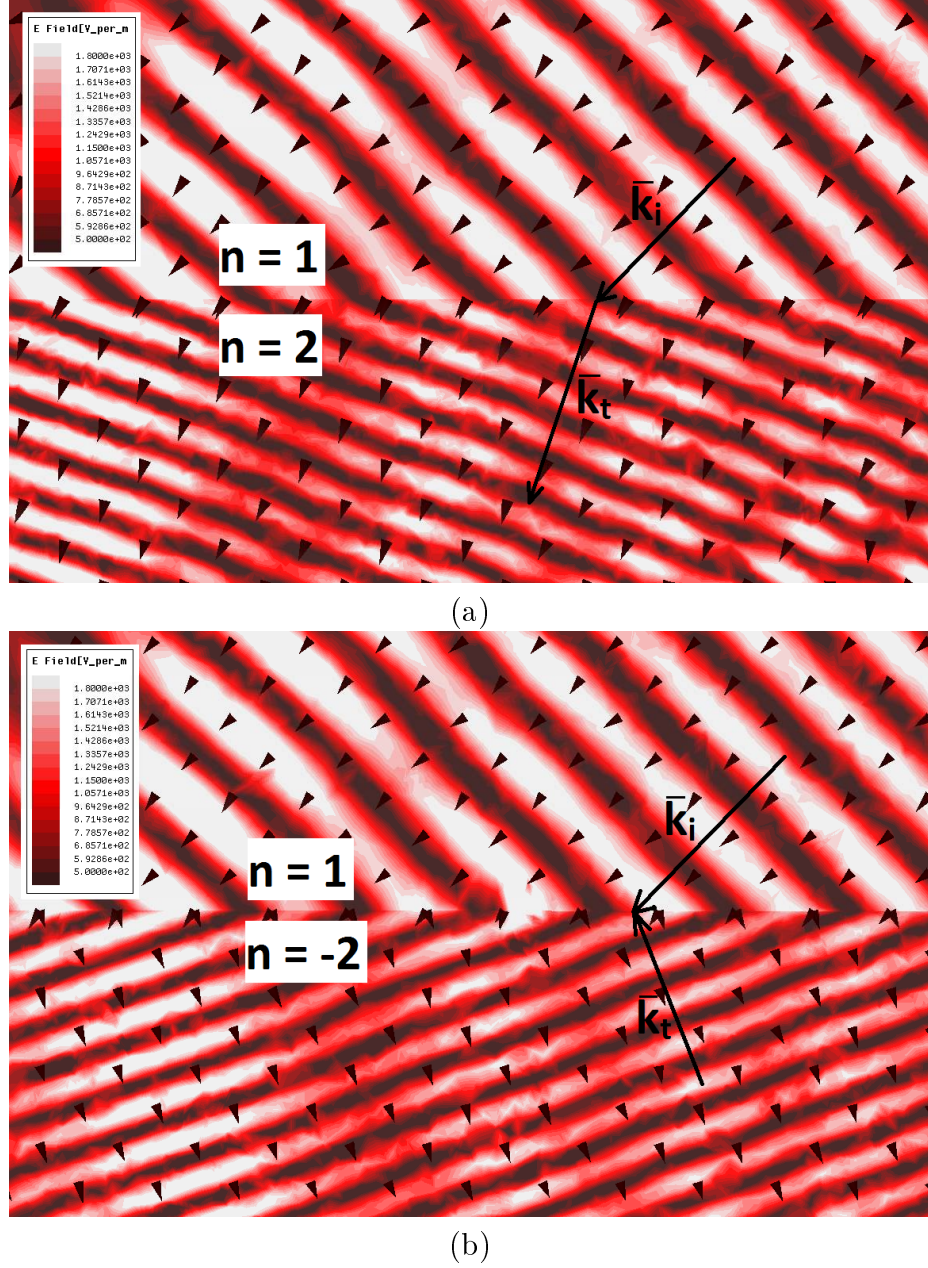 E Field[V_per_m
1.8000e+03
1.7071e+03
1.6143e+03
1.5214e+03
1.4286e+03
1.3357e+03
1.2429e+03
1.1500e+03
1.0571e+03
9.6429e+02
8.7143e+02
7.7857e+02
6.8571e+02
5.9286e+02
5.0000e+02
k̅i
n = 1
n = 2
k̅t
(a)
E Field[V_per_m
1.8000e+03
1.7071e+03
1.6143e+03
1.5214e+03
1.4286e+03
1.3357e+03
1.2429e+03
1.1500e+03
1.0571e+03
9.6429e+02
8.7143e+02
7.7857e+02
6.8571e+02
5.9286e+02
5.0000e+02
k̅i
n = 1
n = -2
k̅t
(b)